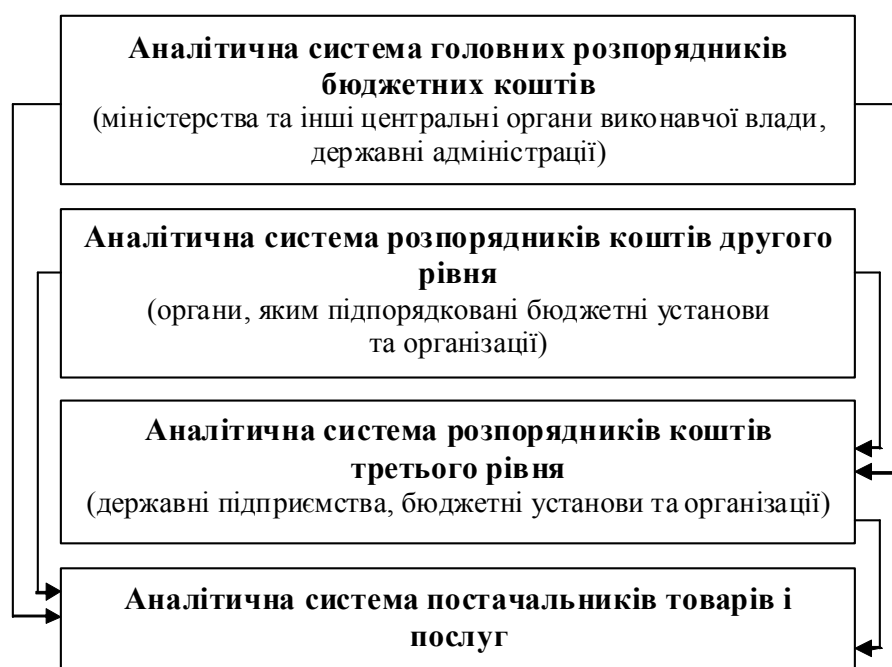 Аналітична система головних розпорядників
бюджетних коштів
(міністерства та інші центральні органи виконавчої влади,
державні адміністрації)
Аналітична система розпорядників коштів другого
рівня
(органи, яким підпорядковані бюджетні установи
та організації)
Аналітична система розпорядників коштів
третього рівня
(державні підприємства, бюджетні установи та організації)
Аналітична система постачальників товарів і
послуг